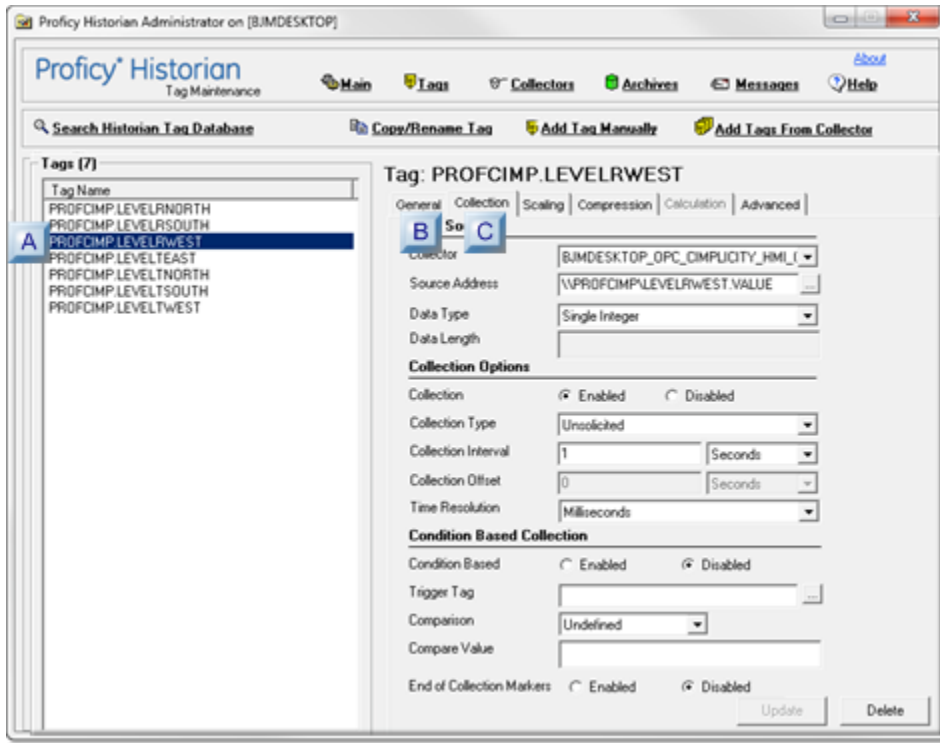 Proficy Historian Administrator on [BJMDESKTOP]
Proficy* Historian
Tag Maintenance
Main Tags Collectors Archives Messages Help
About
Search Historian Tag Database Copy/Rename Tag Add Tag Manually Add Tags From Collector
Tags (7)
Tag Name
PROFCIMP.LEVELRNORTH
PROFCIMP.LEVELRSOUTH
A PROFCIMP.LEVELRWEST
PROFCIMP.LEVELTEAST
PROFCIMP.LEVELTNORTH
PROFCIMP.LEVELTSOUTH
PROFCIMP.LEVELTWEST
Tag: PROFCIMP.LEVELRWEST
General Collection Scaling Compression Calculation Advanced
B C
Collector BJMDESKTOP_OPC_CIMPLICITY_HMI_
Source Address \\PROFCIMP\LEVELRWEST.VALUE ...
Data Type Single Integer
Data Length
Collection Options
Collection Enabled Disabled
Collection Type Unsolicited
Collection Interval 1 Seconds
Collection Offset 0 Seconds
Time Resolution Milliseconds
Condition Based Collection
Condition Based Enabled Disabled
Trigger Tag ...
Comparison Undefined
Compare Value
End of Collection Markers Enabled Disabled
Update Delete